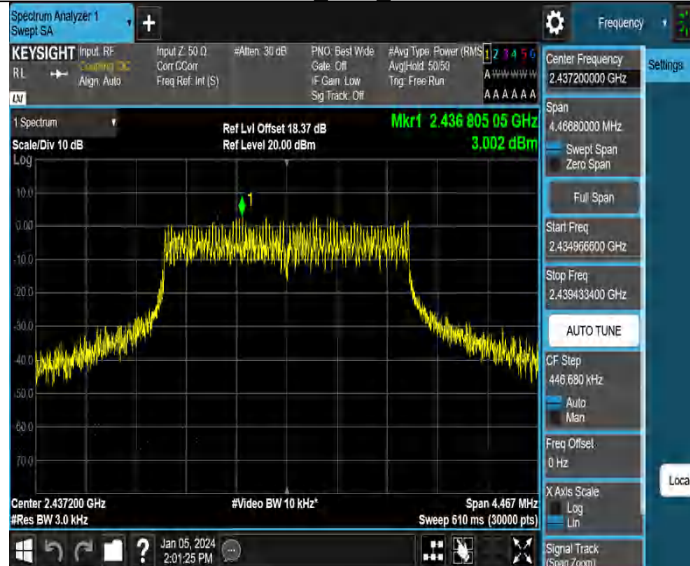 Spectrum Analyzer 1
Swept SA
Frequency
KEYSIGHT
RL
Input: RF
Coupling: DC
Align: Auto
Input Z: 50 Ω
Corr CCorr
Freq Ref: Int (S)
#Atten: 30 dB
PNO: Best Wide
Gate: Off
IF Gain: Low
Sig Track: Off
#Avg Type: Power (RMS
Avg|Hold: 50/50
Trig: Free Run
1 2 3 4 5 6
A W W W W W
A A A A A A
1 Spectrum
Scale/Div 10 dB
Log
Ref Lvl Offset 18.37 dB
Ref Level 20.00 dBm
Mkr1 2.436 805 05 GHz
3.002 dBm
1
10.0
0.00
-10.0
-20.0
-30.0
-40.0
-50.0
-60.0
-70.0
Center 2.437200 GHz
#Res BW 3.0 kHz
#Video BW 10 kHz*
Span 4.467 MHz
Sweep 610 ms (30000 pts)
Center Frequency
2.437200000 GHz
Settings
Span
4.46680000 MHz
Swept Span
Zero Span
Full Span
Start Freq
2.434966600 GHz
Stop Freq
2.439433400 GHz
AUTO TUNE
CF Step
446.680 kHz
Auto
Man
Freq Offset
0 Hz
X Axis Scale
Log
Lin
Loca
Signal Track
(Span Zoom)
?
Jan 05, 2024
2:01:25 PM